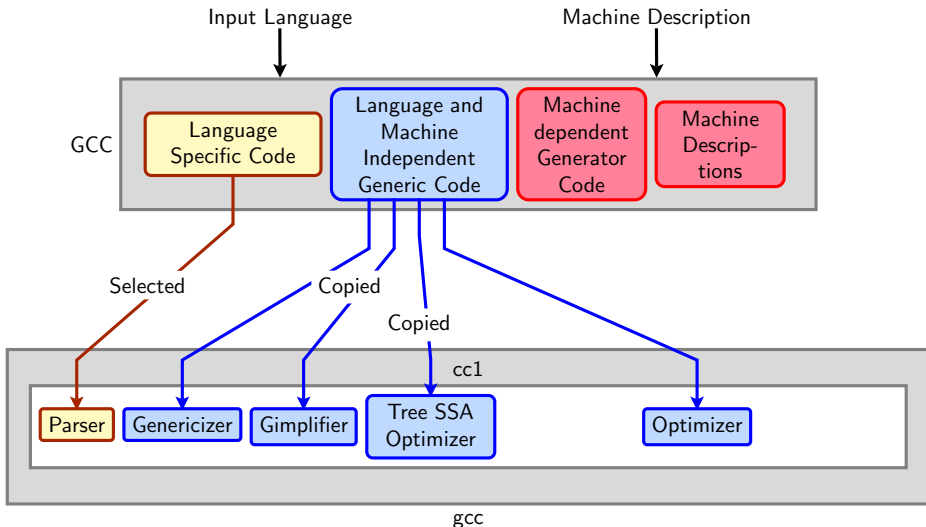 Input Language
Machine Description
GCC
Language
Specific Code
Language and
Machine
Independent
Generic Code
Machine
dependent
Generator
Code
Machine
Descrip-
tions
Selected
Copied
Copied
cc1
Parser
Genericizer
Gimplifier
Tree SSA
Optimizer
Optimizer
gcc